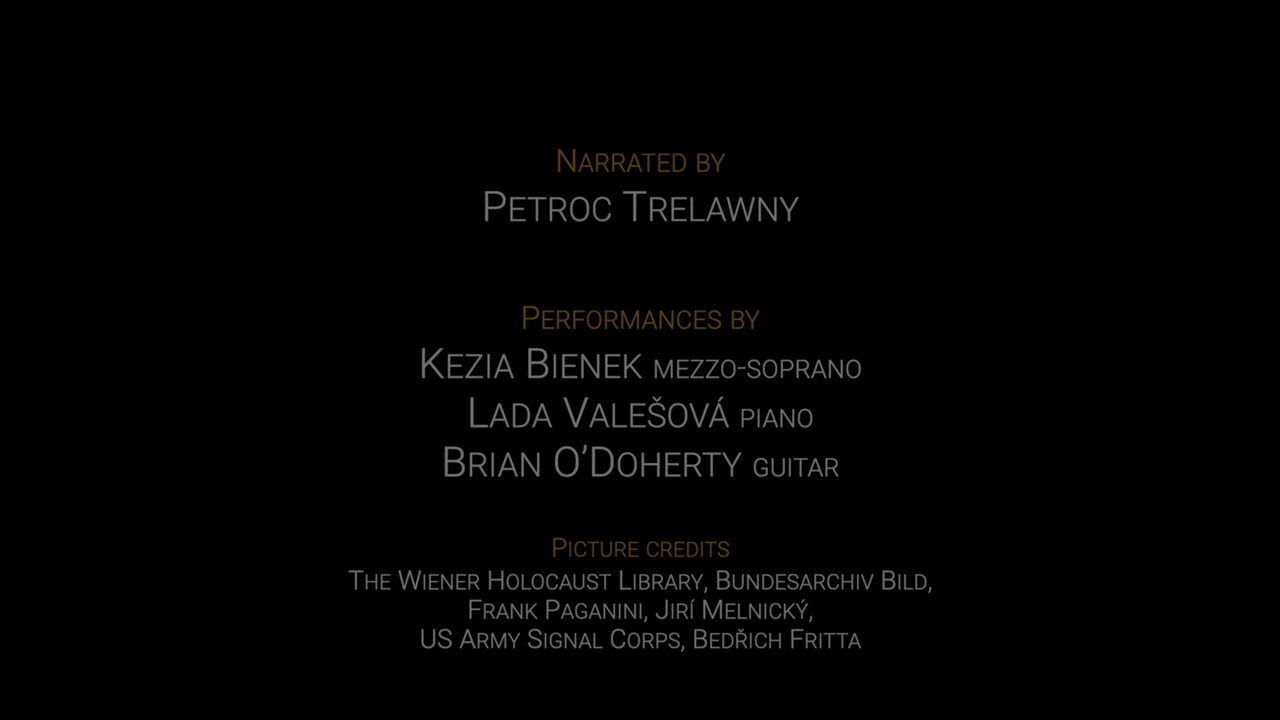 NARRATED BY
PETROC TRELAWNY
PERFORMANCES BY
KEZIA BIENEK MEZZO-SOPRANO
LADA VALEŠOVÁ PIANO
BRIAN O’DOHERTY GUITAR
PICTURE CREDITS
THE WIENER HOLOCAUST LIBRARY, BUNDESARCHIV BILD,
FRANK PAGANINI, JIRÍ MELNICKÝ,
US ARMY SIGNAL CORPS, BEDŘICH FRITTA